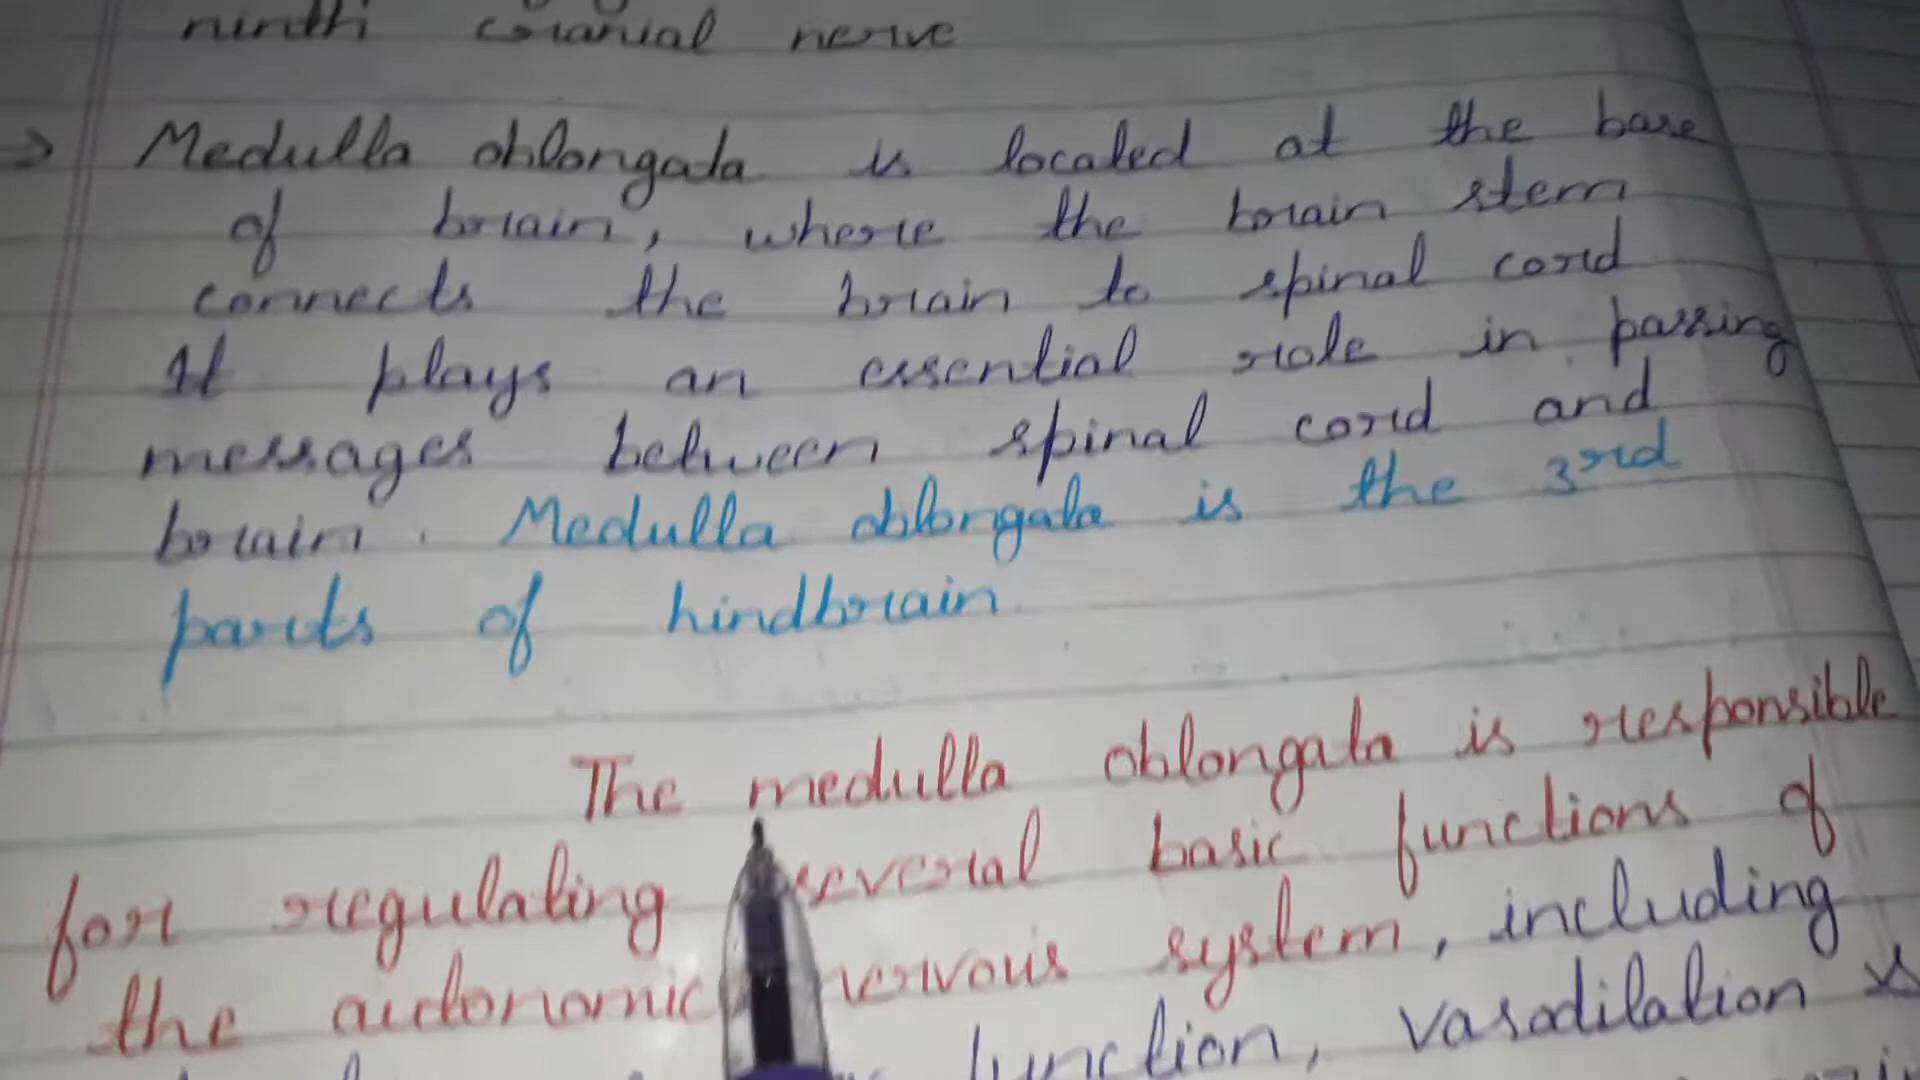 ninth cranial nerve
→ Medulla oblongata is located at the base
of brain, where the brain stem
connects the brain to spinal cord
It plays an essential role in passing
messages between spinal cord and
brain. Medulla oblongata is the 3rd
parts of hindbrain
The medulla oblongata is responsible
for regulating several basic functions of
the autonomic nervous system, including
function, vasodilation &